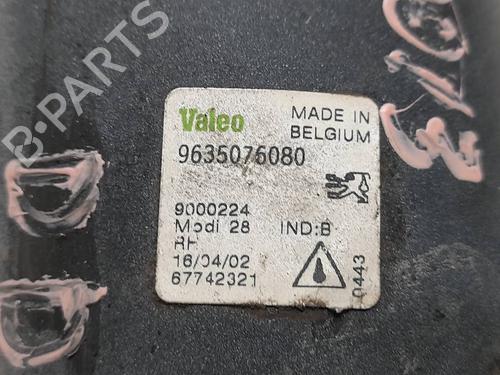 B-PARTS
Valeo
MADE IN
BELGIUM
9635076080
9000224
Modi 28
IND:B
RH
16/04/02
67742321
0443